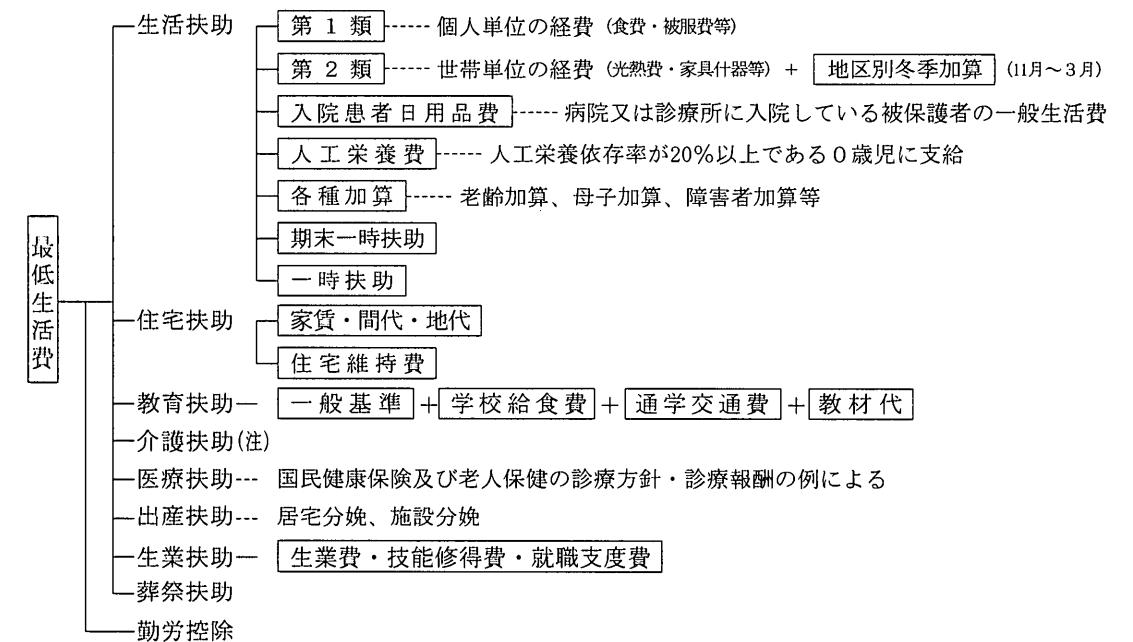 生活扶助 第1類 個人単位の経費(食費・被服費等)
第2類 世帯単位の経費(光熱費・家具什器等) + 地区別冬季加算 (11月~3月)
入院患者日用品費 病院又は診療所に入院している被保護者の一般生活費
人工栄養費 人工栄養依存率が20%以上である0歳児に支給
各種加算 老齢加算、母子加算、障害者加算等
期末一時扶助
一時扶助
最低生活費
住宅扶助 家賃・間代・地代
住宅維持費
教育扶助 一般基準 + 学校給食費 + 通学交通費 + 教材代
介護扶助(注)
医療扶助 国民健康保険及び老人保健の診療方針・診療報酬の例による
出産扶助 居宅分娩、施設分娩
生業扶助 生業費・技能修得費・就職支度費
葬祭扶助
勤労控除